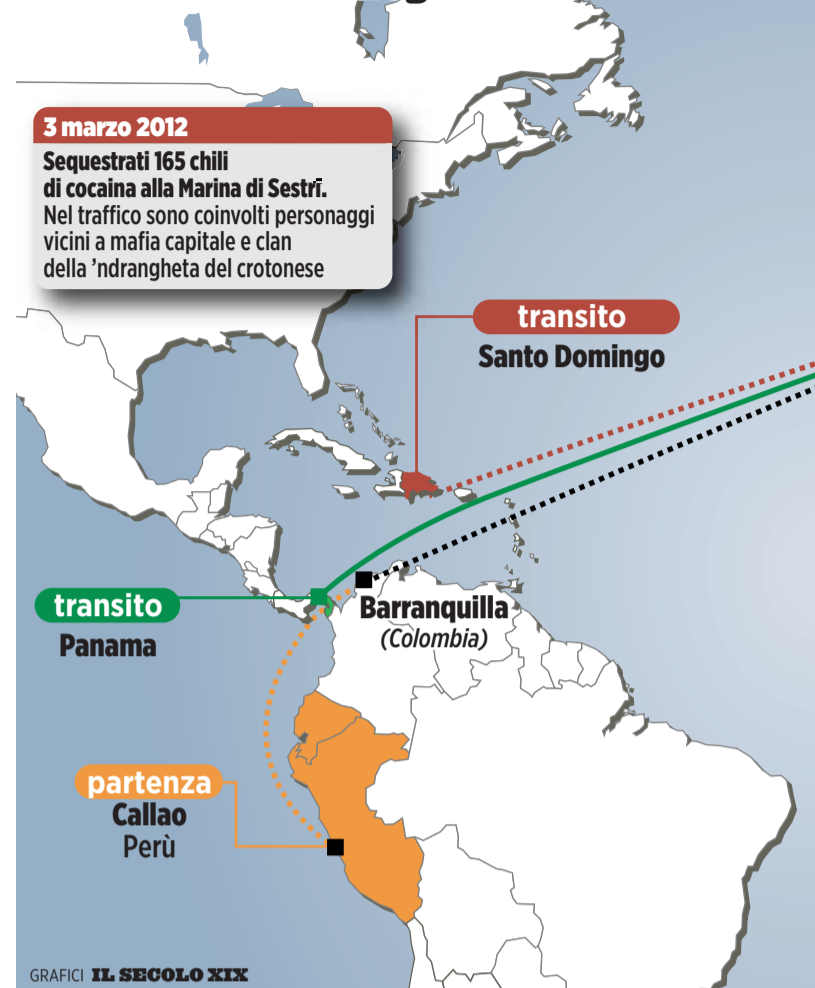 3 marzo 2012
Sequestrati 165 chili
di cocaina alla Marina di Sestri.
Nel traffico sono coinvolti personaggi
vicini a mafia capitale e clan
della ’ndrangheta del crotonese
transito
Santo Domingo
transito
Panama
Barranquilla
(Colombia)
partenza
Callao
Perù
GRAFICI IL SECOLO XIX